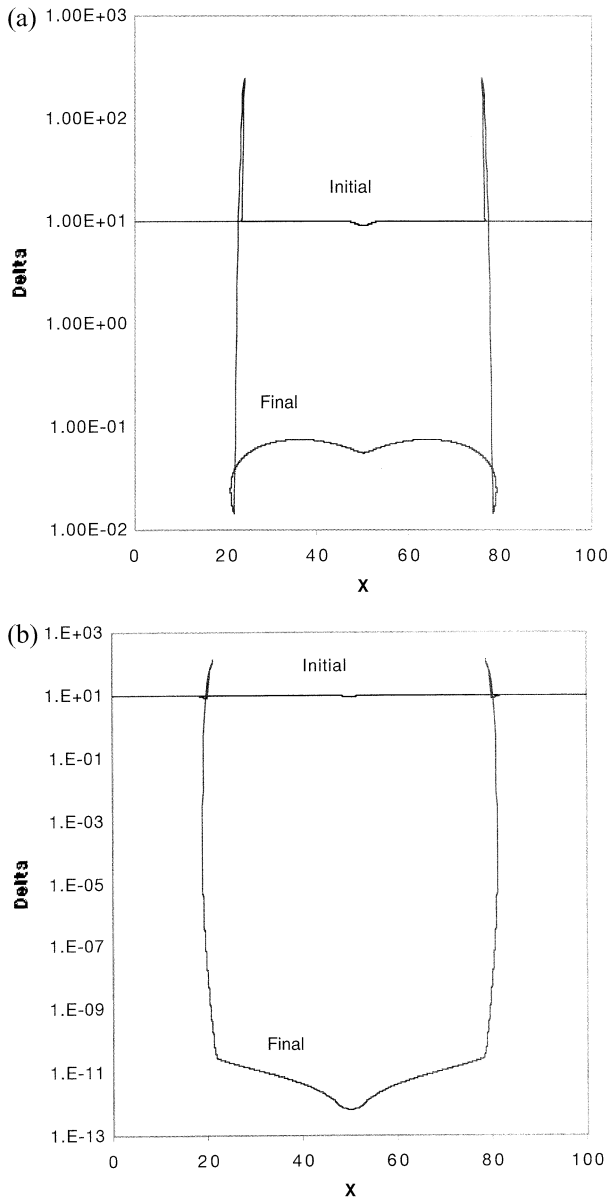 (a)
1.00E+03
1.00E+02
Initial
1.00E+01
Delta
1.00E+00
Final
1.00E-01
1.00E-02
0 20 40 60 80 100
X
(b)
1.E+03
Initial
1.E+01
1.E-01
1.E-03
Delta
1.E-05
1.E-07
1.E-09
Final
1.E-11
1.E-13
0 20 40 60 80 100
X